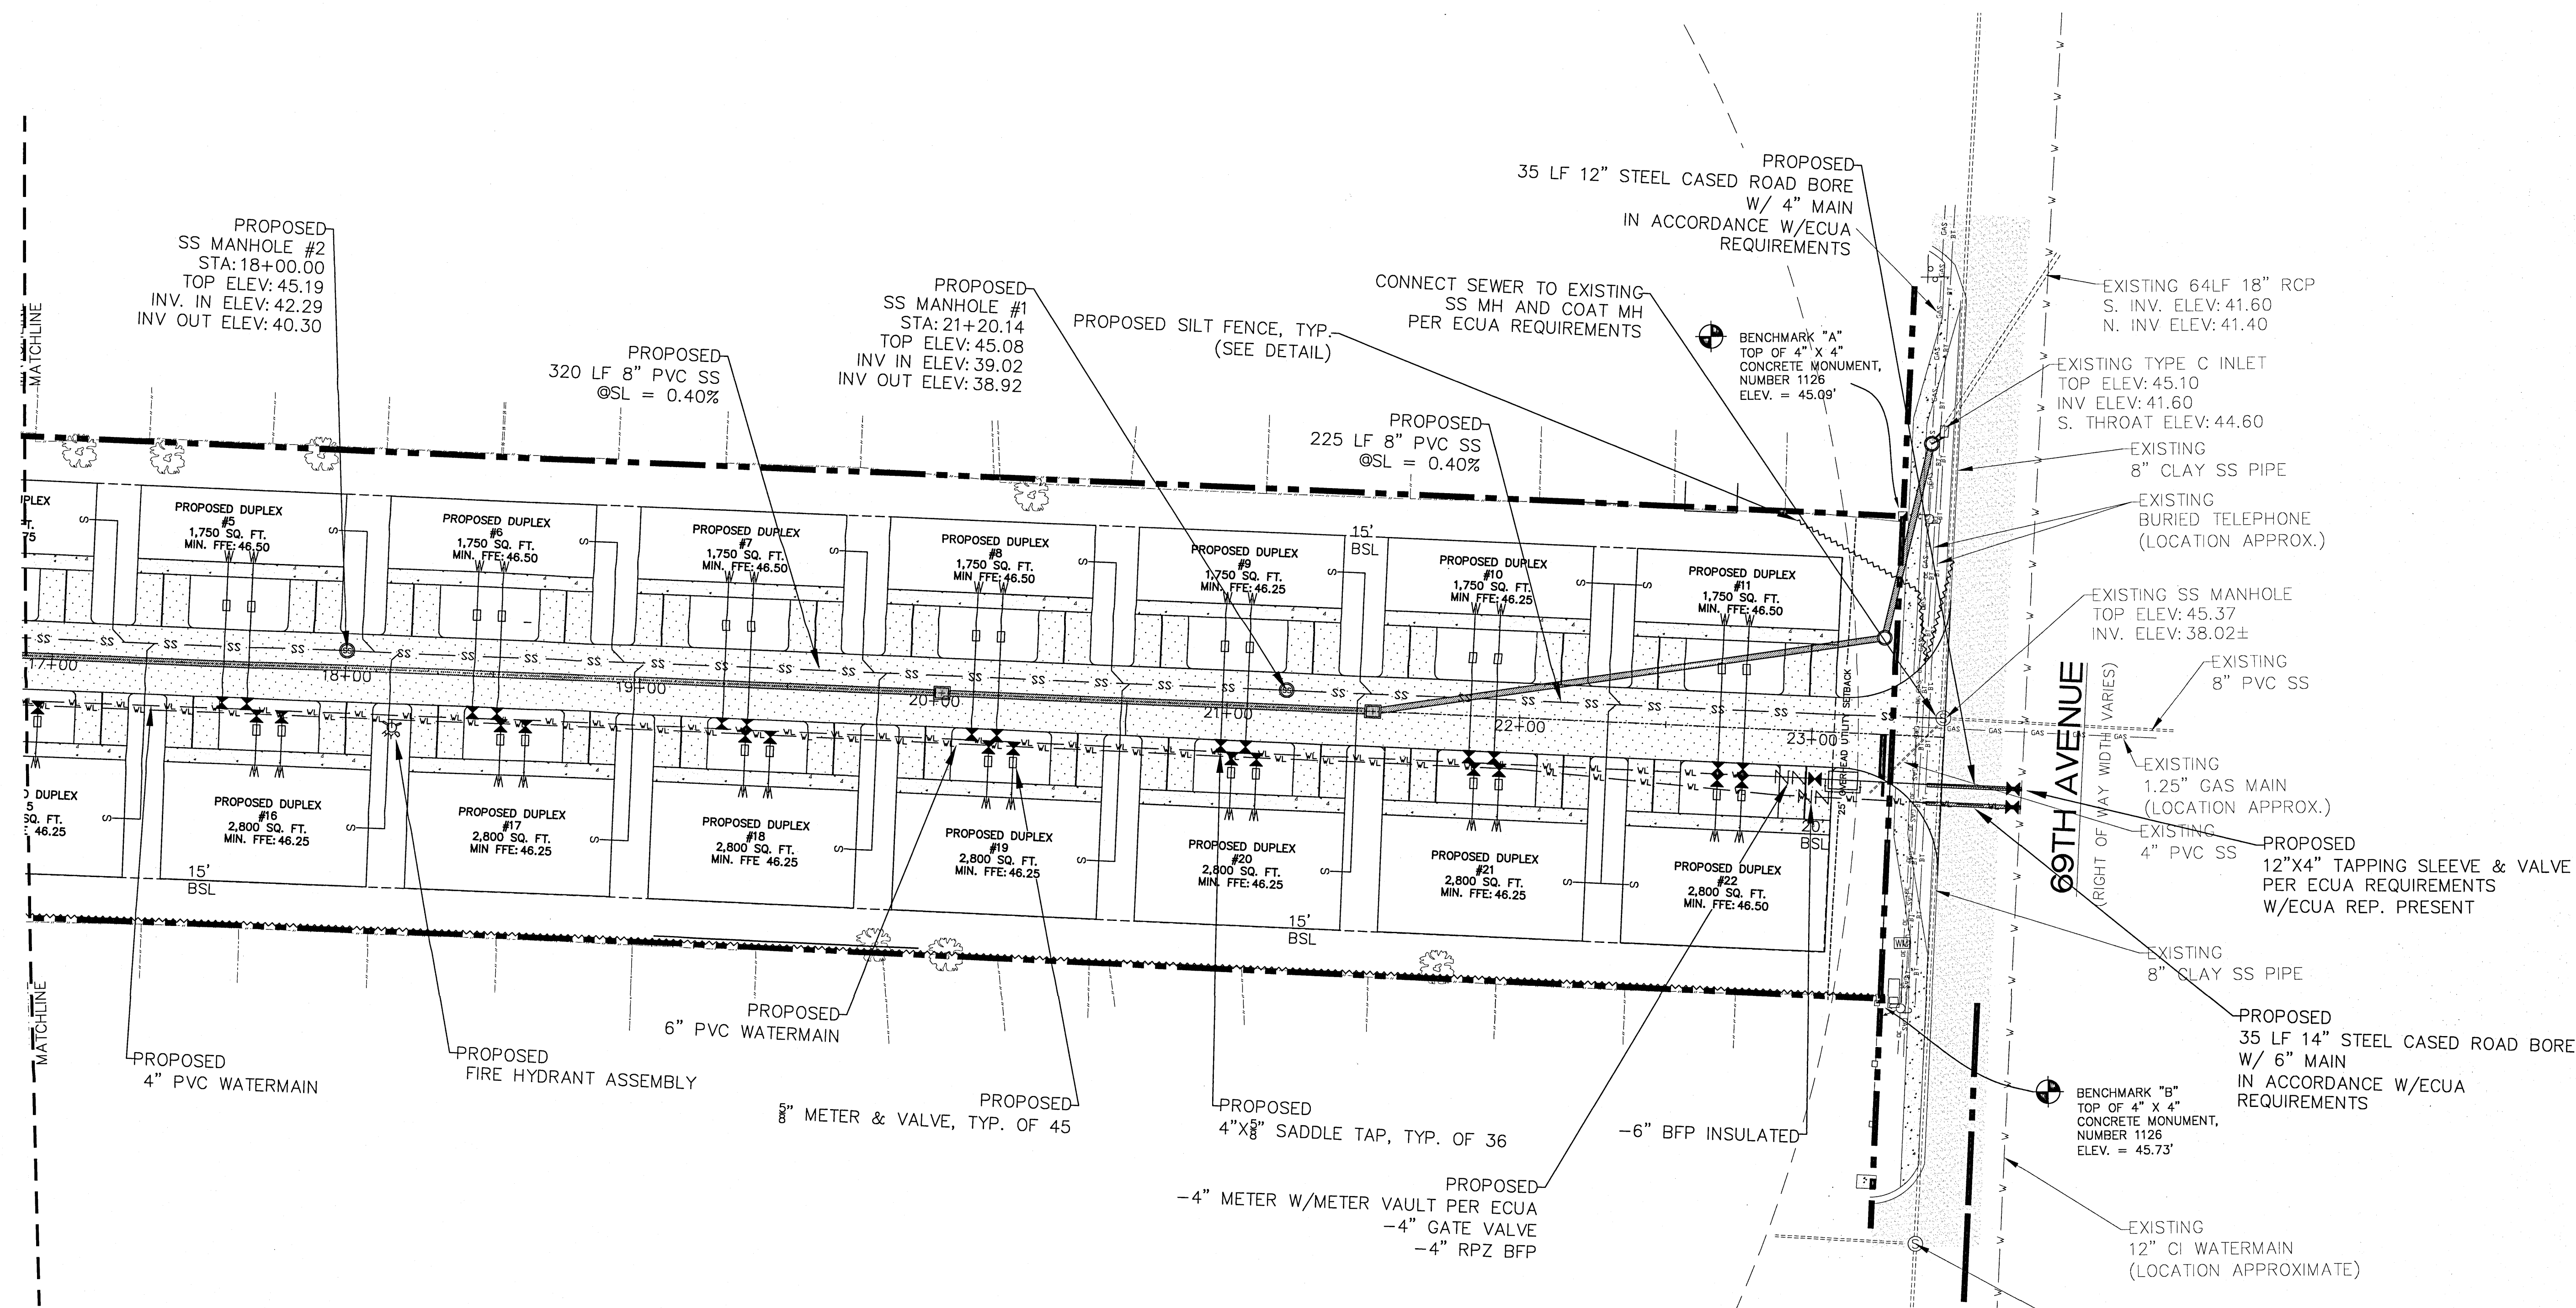 PROPOSED
SS MANHOLE #2
STA: 18+00.00
TOP ELEV: 45.19
INV. IN ELEV: 42.29
INV OUT ELEV: 40.30
PROPOSED
320 LF 8" PVC SS
@SL = 0.40%
PROPOSED
SS MANHOLE #1
STA: 21+20.14
TOP ELEV: 45.08
INV IN ELEV: 39.02
INV OUT ELEV: 38.92
PROPOSED SILT FENCE, TYP.
(SEE DETAIL)
PROPOSED
225 LF 8" PVC SS
@SL = 0.40%
CONNECT SEWER TO EXISTING
SS MH AND COAT MH
PER ECUA REQUIREMENTS
PROPOSED
35 LF 12" STEEL CASED ROAD BORE
W/ 4" MAIN
IN ACCORDANCE W/ECUA
REQUIREMENTS
BENCHMARK "A"
TOP OF 4" X 4"
CONCRETE MONUMENT,
NUMBER 1126
ELEV. = 45.09'
EXISTING 64LF 18" RCP
S. INV. ELEV: 41.60
N. INV ELEV: 41.40
EXISTING TYPE C INLET
TOP ELEV: 45.10
INV ELEV: 41.60
S. THROAT ELEV: 44.60
EXISTING
8" CLAY SS PIPE
EXISTING
BURIED TELEPHONE
(LOCATION APPROX.)
EXISTING SS MANHOLE
TOP ELEV: 45.37
INV. ELEV: 38.02±
EXISTING
8" PVC SS
69TH AVENUE
(RIGHT OF WAY WIDTH VARIES)
EXISTING
1.25" GAS MAIN
(LOCATION APPROX.)
EXISTING
4" PVC SS
PROPOSED
12"X4" TAPPING SLEEVE & VALVE
PER ECUA REQUIREMENTS
W/ECUA REP. PRESENT
EXISTING
8" CLAY SS PIPE
PROPOSED
35 LF 14" STEEL CASED ROAD BORE
W/ 6" MAIN
IN ACCORDANCE W/ECUA
REQUIREMENTS
BENCHMARK "B"
TOP OF 4" X 4"
CONCRETE MONUMENT,
NUMBER 1126
ELEV. = 45.73'
EXISTING
12" CI WATERMAIN
(LOCATION APPROXIMATE)
MATCHLINE
PROPOSED DUPLEX
#5
1,750 SQ. FT.
MIN. FFE: 46.50
PROPOSED DUPLEX
#6
1,750 SQ. FT.
MIN. FFE: 46.50
PROPOSED DUPLEX
#7
1,750 SQ. FT.
MIN. FFE: 46.50
PROPOSED DUPLEX
#8
1,750 SQ. FT.
MIN FFE: 46.50
PROPOSED DUPLEX
#9
1,750 SQ. FT.
MIN FFE: 46.25
15'
BSL
PROPOSED DUPLEX
#10
1,750 SQ. FT.
MIN FFE: 46.25
PROPOSED DUPLEX
#11
1,750 SQ. FT.
MIN. FFE: 46.50
17+00
18+00
19+00
20+00
21+00
22+00
23+00
25' OVERHEAD UTILITY SETBACK
DUPLEX
SQ. FT.
46.25
PROPOSED DUPLEX
#16
2,800 SQ. FT.
MIN. FFE: 46.25
PROPOSED DUPLEX
#17
2,800 SQ. FT.
MIN FFE: 46.25
PROPOSED DUPLEX
#18
2,800 SQ. FT.
MIN. FFE 46.25
PROPOSED DUPLEX
#19
2,800 SQ. FT.
MIN. FFE: 46.25
PROPOSED DUPLEX
#20
2,800 SQ. FT.
MIN. FFE: 46.25
PROPOSED DUPLEX
#21
2,800 SQ. FT.
MIN. FFE: 46.25
PROPOSED DUPLEX
#22
2,800 SQ. FT.
MIN. FFE: 46.50
20'
BSL
15'
BSL
15'
BSL
MATCHLINE
PROPOSED
4" PVC WATERMAIN
PROPOSED
FIRE HYDRANT ASSEMBLY
PROPOSED
6" PVC WATERMAIN
PROPOSED
5/8" METER & VALVE, TYP. OF 45
PROPOSED
4"X5/8" SADDLE TAP, TYP. OF 36
-6" BFP INSULATED
PROPOSED
-4" METER W/METER VAULT PER ECUA
-4" GATE VALVE
-4" RPZ BFP